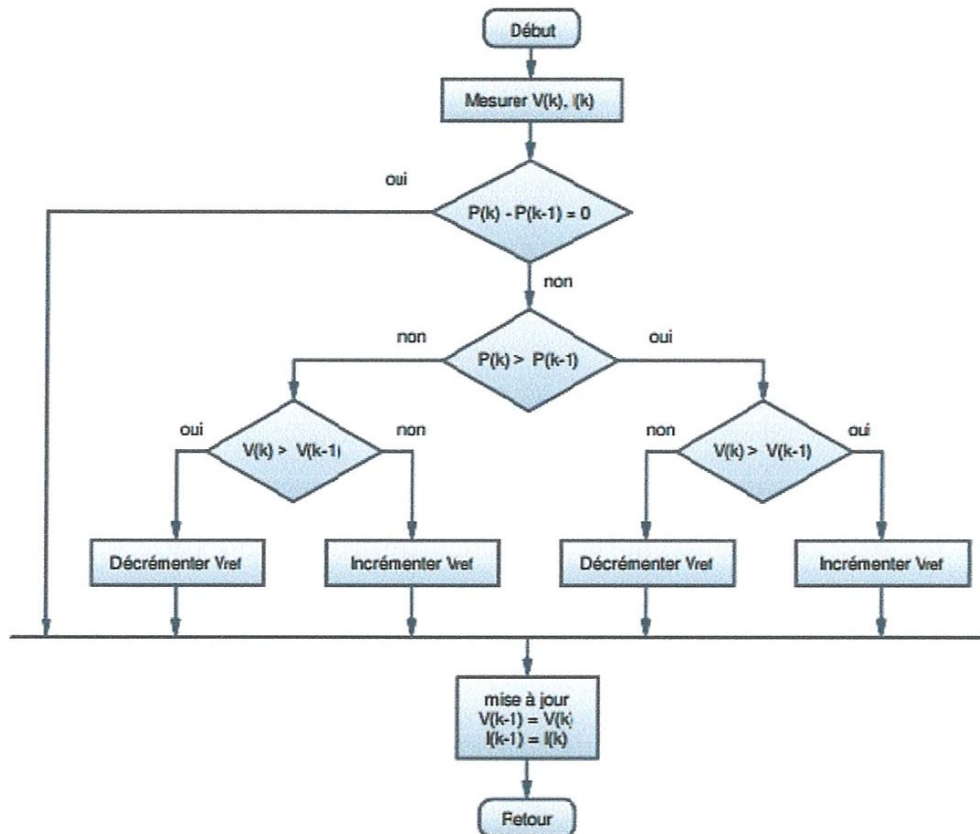 Début
Mesurer V(k), I(k)
oui
P(k) - P(k-1) = 0
non
non
P(k) > P(k-1)
oui
oui
V(k) > V(k-1)
non
non
V(k) > V(k-1)
oui
Décrémenter Vref
Incrémenter Vref
Décrémenter Vref
Incrémenter Vref
mise à jour
V(k-1) = V(k)
I(k-1) = I(k)
Retour